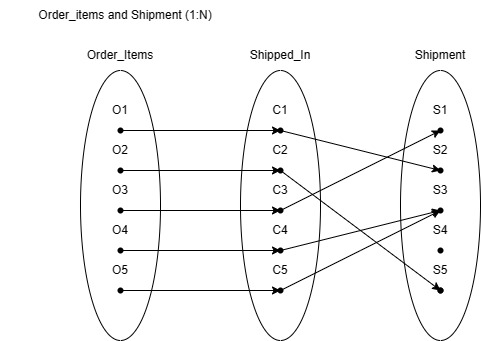 Order_items and Shipment (1:N)
Order_Items Shipped_In Shipment
O1 C1 S1
O2 C2 S2
O3 C3 S3
O4 C4 S4
O5 C5 S5